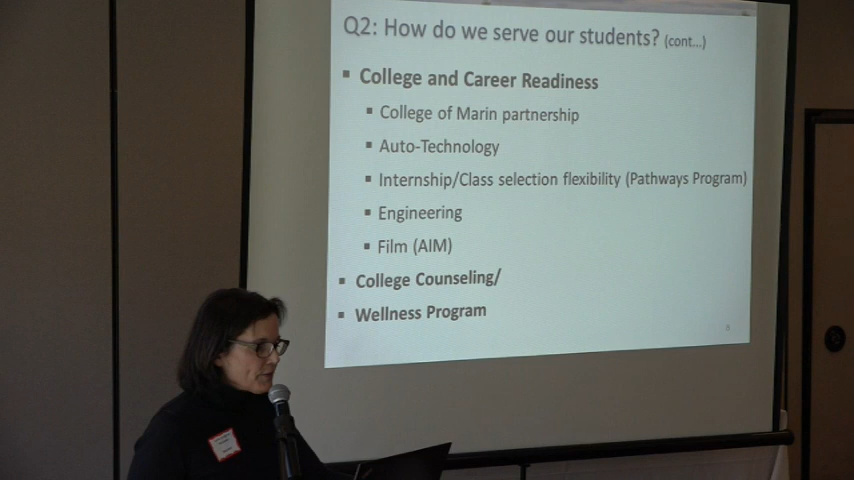 Q2: How do we serve our students? (cont...)
▪ College and Career Readiness
▪ College of Marin partnership
▪ Auto-Technology
▪ Internship/Class selection flexibility (Pathways Program)
▪ Engineering
▪ Film (AIM)
▪ College Counseling/
▪ Wellness Program